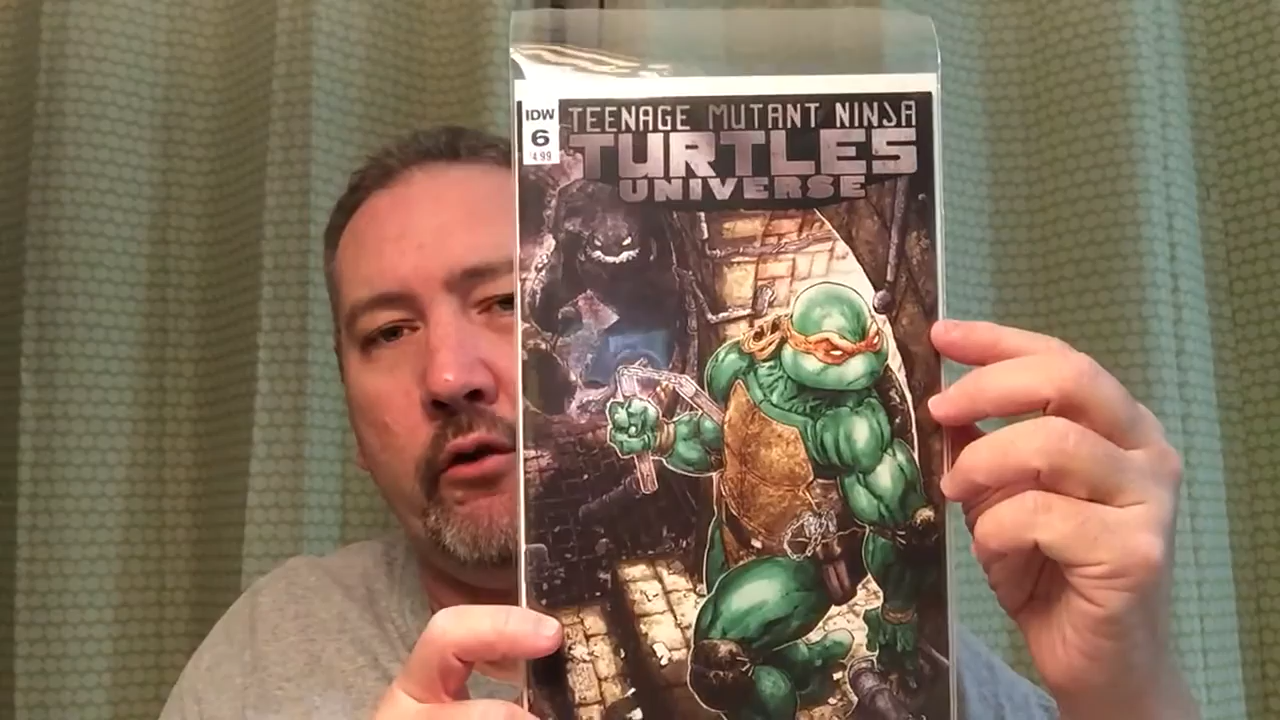 IDW
6
4.99
TEENAGE MUTANT NINJA
TURTLES
UNIVERSE